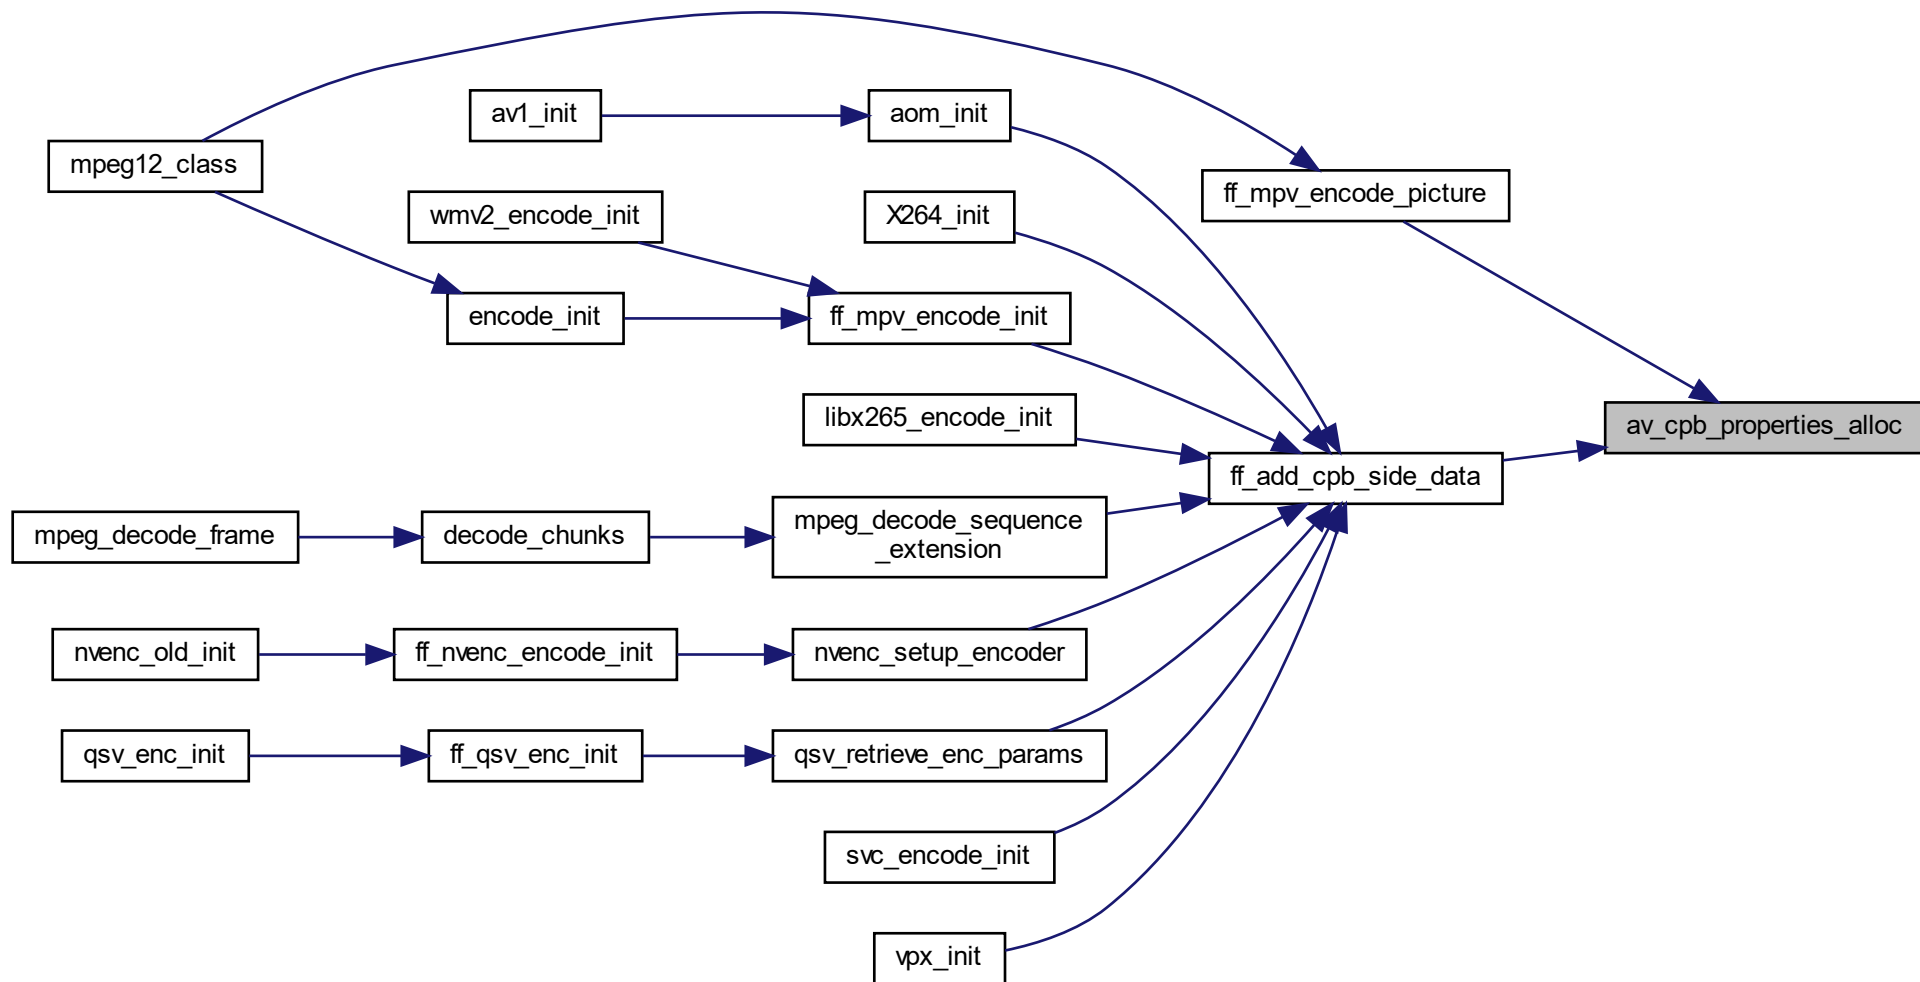 av1_init
aom_init
mpeg12_class
ff_mpv_encode_picture
wmv2_encode_init
X264_init
encode_init
ff_mpv_encode_init
libx265_encode_init
av_cpb_properties_alloc
ff_add_cpb_side_data
mpeg_decode_frame
decode_chunks
mpeg_decode_sequence
_extension
nvenc_old_init
ff_nvenc_encode_init
nvenc_setup_encoder
qsv_enc_init
ff_qsv_enc_init
qsv_retrieve_enc_params
svc_encode_init
vpx_init